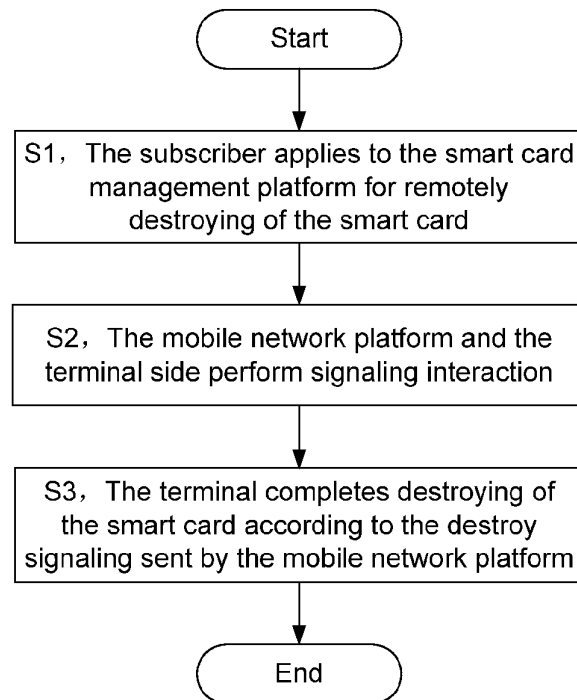 Start
S1，The subscriber applies to the smart card
management platform for remotely
destroying of the smart card
S2，The mobile network platform and the
terminal side perform signaling interaction
S3，The terminal completes destroying of
the smart card according to the destroy
signaling sent by the mobile network platform
End